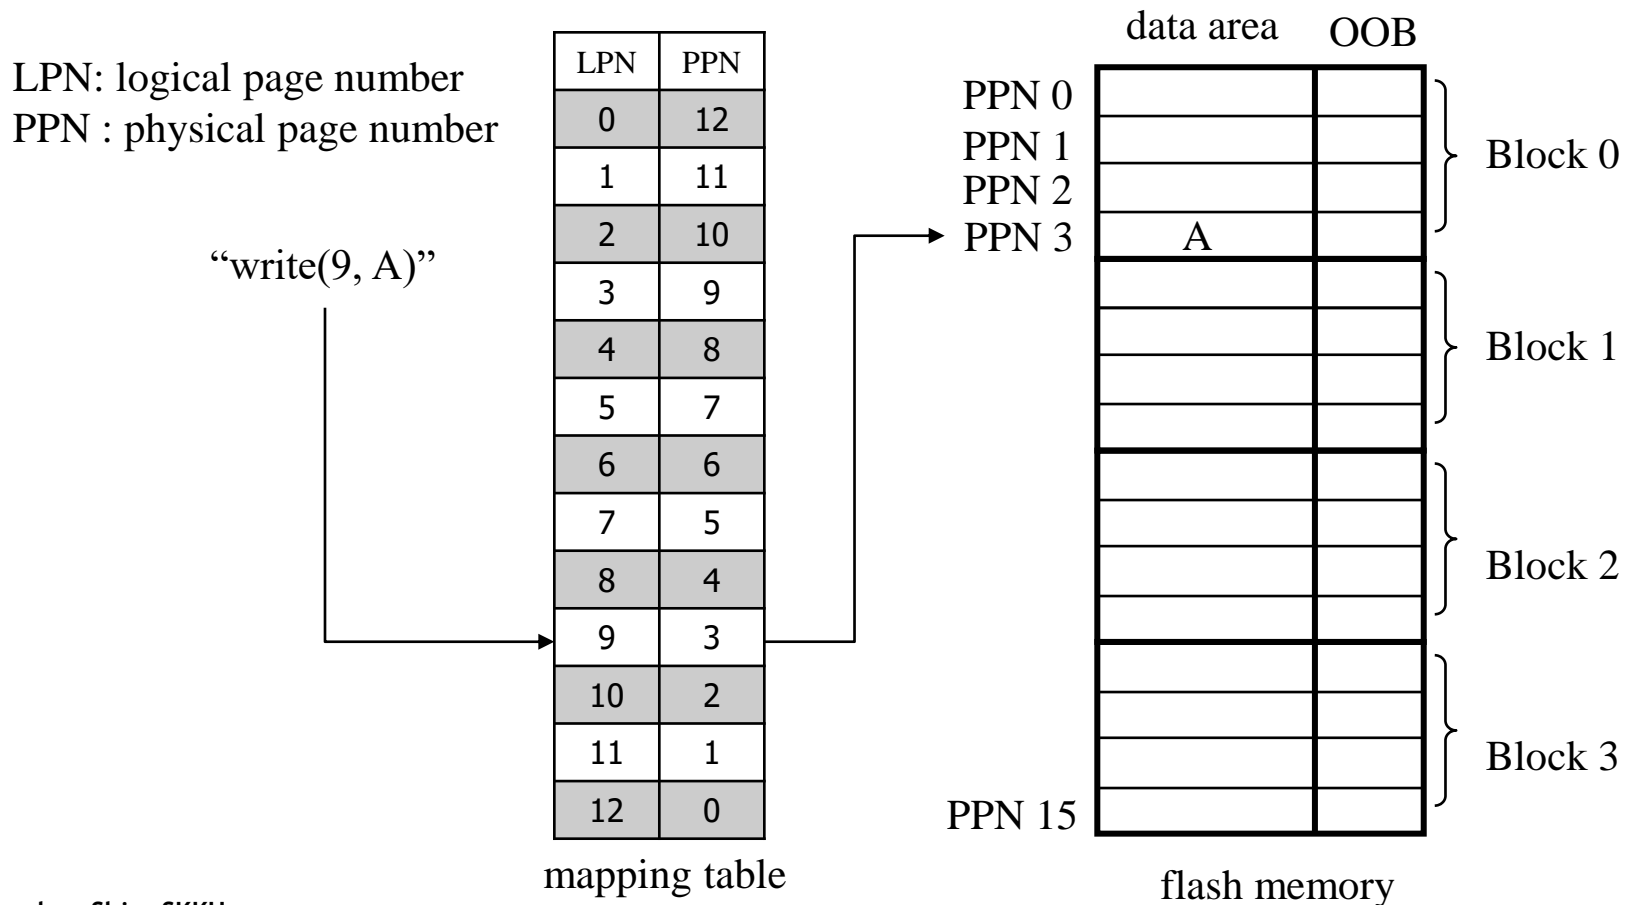 LPN: logical page number
PPN : physical page number
“write(9, A)”
LPN PPN
0 12
1 11
2 10
3 9
4 8
5 7
6 6
7 5
8 4
9 3
10 2
11 1
12 0
mapping table
data area OOB
PPN 0
PPN 1
PPN 2
PPN 3 A
PPN 15
Block 0
Block 1
Block 2
Block 3
flash memory